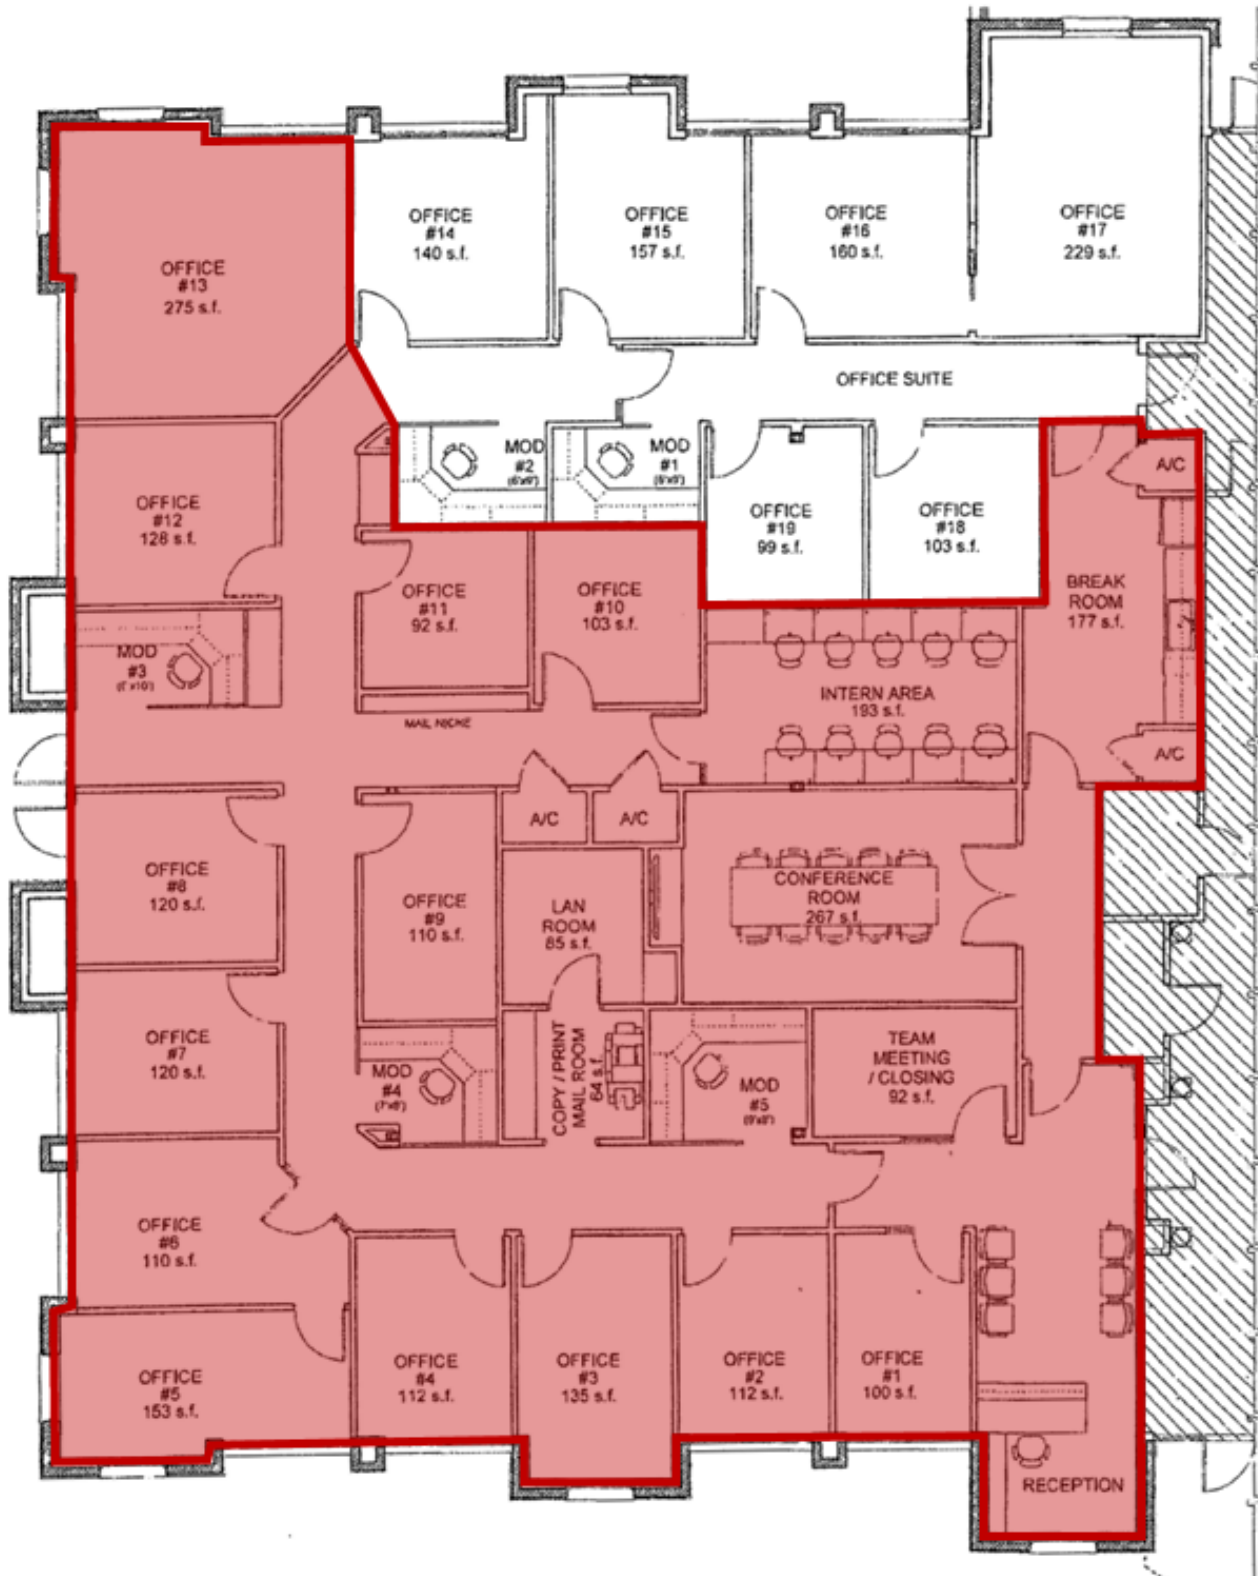 OFFICE
#13
275 s.f.
OFFICE
#14
140 s.f.
OFFICE
#15
157 s.f.
OFFICE
#16
160 s.f.
OFFICE
#17
229 s.f.
OFFICE SUITE
MOD
#2
MOD
#1
OFFICE
#19
99 s.f.
OFFICE
#18
103 s.f.
A/C
OFFICE
#12
128 s.f.
OFFICE
#11
92 s.f.
OFFICE
#10
103 s.f.
BREAK
ROOM
177 s.f.
MOD
#3
INTERN AREA
193 s.f.
MAIL NICHE
A/C
A/C
A/C
OFFICE
#8
120 s.f.
OFFICE
#9
110 s.f.
LAN
ROOM
85 s.f.
CONFERENCE
ROOM
267 s.f.
OFFICE
#7
120 s.f.
MOD
#4
COPY / PRINT
MAIL ROOM
64 s.f.
MOD
#5
TEAM
MEETING
/ CLOSING
92 s.f.
OFFICE
#6
110 s.f.
OFFICE
#5
153 s.f.
OFFICE
#4
112 s.f.
OFFICE
#3
135 s.f.
OFFICE
#2
112 s.f.
OFFICE
#1
100 s.f.
RECEPTION